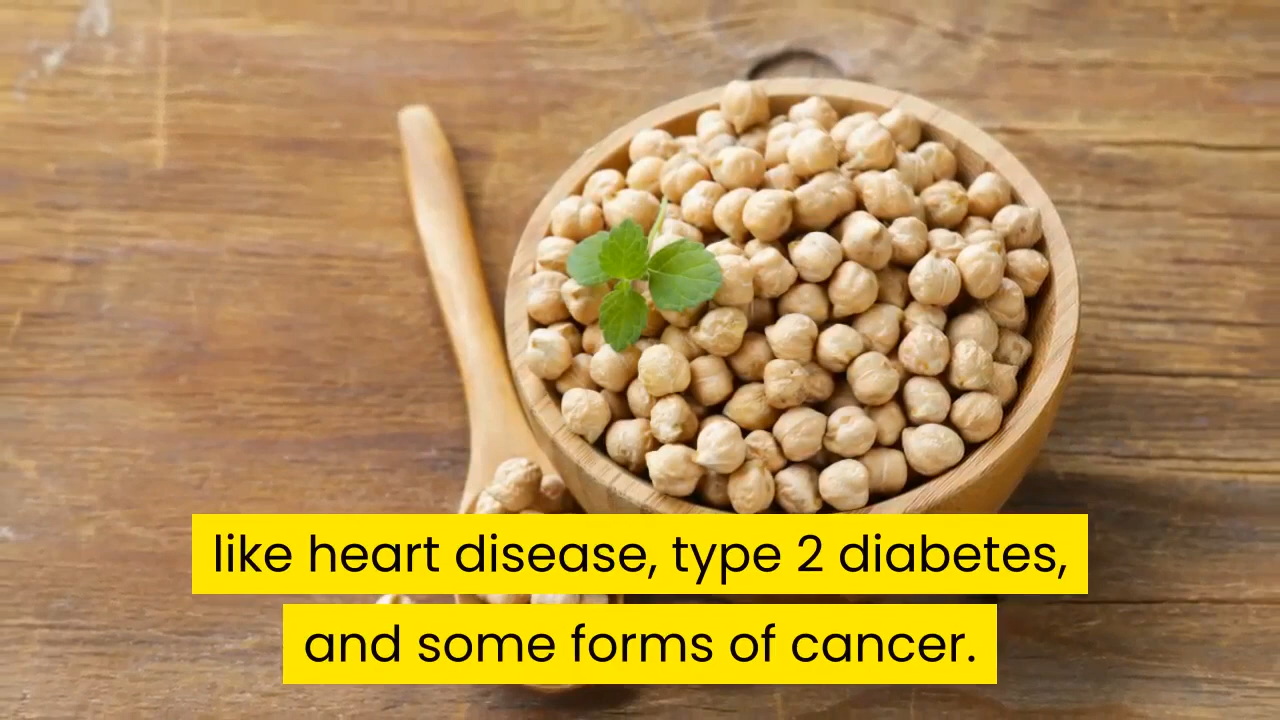 like heart disease, type 2 diabetes,
and some forms of cancer.